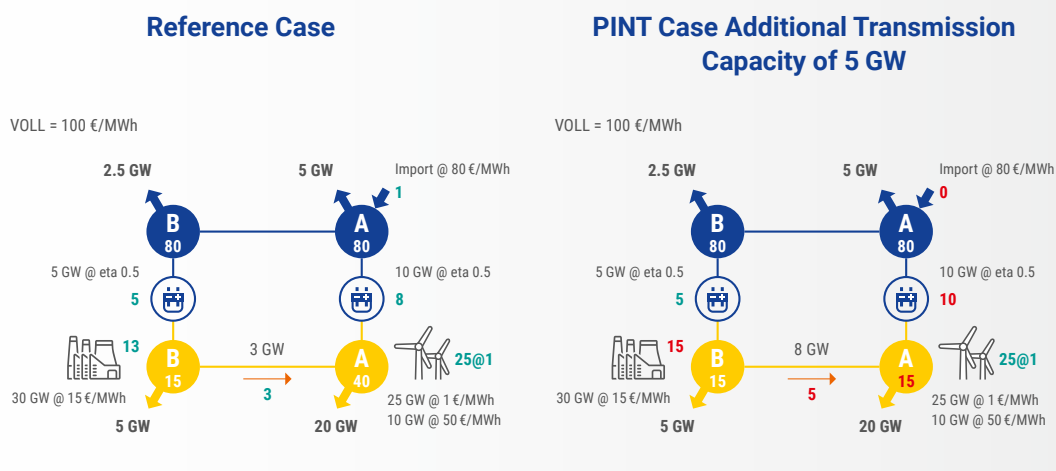 Reference Case
VOLL = 100 €/MWh
2.5 GW
5 GW
Import @ 80 €/MWh
1
B
80
A
80
5 GW @ eta 0.5
10 GW @ eta 0.5
5
8
13
B
15
3 GW
3
A
40
25@1
30 GW @ 15 €/MWh
25 GW @ 1 €/MWh
10 GW @ 50 €/MWh
5 GW
20 GW
PINT Case Additional Transmission
Capacity of 5 GW
VOLL = 100 €/MWh
2.5 GW
5 GW
Import @ 80 €/MWh
0
B
80
A
80
5 GW @ eta 0.5
10 GW @ eta 0.5
5
10
15
B
15
8 GW
5
A
15
25@1
30 GW @ 15 €/MWh
25 GW @ 1 €/MWh
10 GW @ 50 €/MWh
5 GW
20 GW